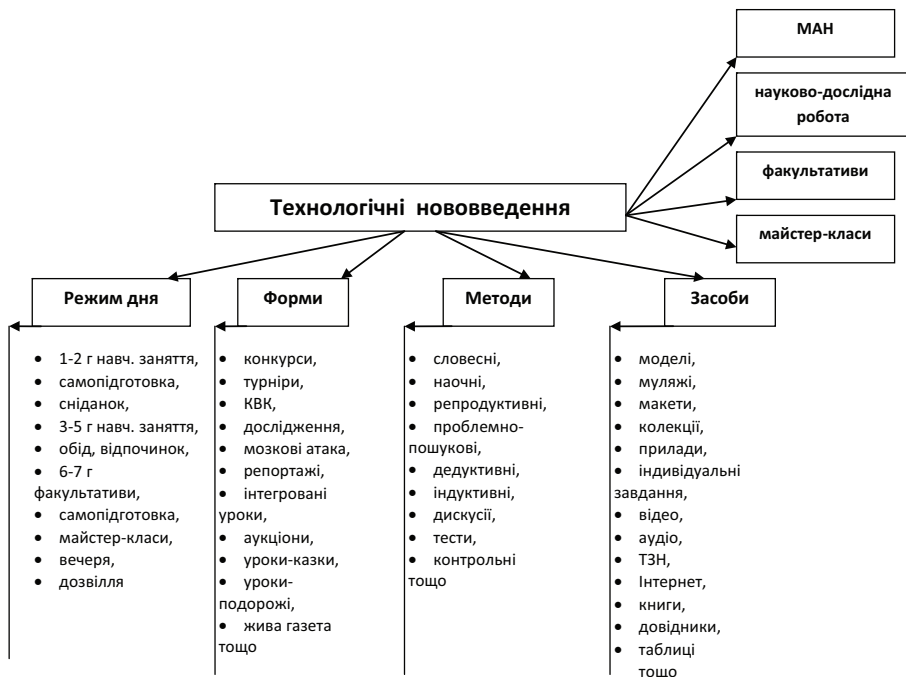 МАН
науково-дослідна
робота
факультативи
майстер-класи
Технологічні нововведення
Режим дня
• 1-2 г навч. заняття,
• самопідготовка,
• сніданок,
• 3-5 г навч. заняття,
• обід, відпочинок,
• 6-7 г
факультативи,
• самопідготовка,
• майстер-класи,
• вечеря,
• дозвілля
Форми
• конкурси,
• турніри,
• КВК,
• дослідження,
• мозкові атака,
• репортажі,
• інтегровані
уроки,
• аукціони,
• уроки-казки,
• уроки-
подорожі,
• жива газета
тощо
Методи
• словесні,
• наочні,
• репродуктивні,
• проблемно-
пошукові,
• дедуктивні,
• індуктивні,
• дискусії,
• тести,
• контрольні
тощо
Засоби
• моделі,
• муляжі,
• макети,
• колекції,
• прилади,
• індивідуальні
завдання,
• відео,
• аудіо,
• ТЗН,
• Інтернет,
• книги,
• довідники,
• таблиці
тощо